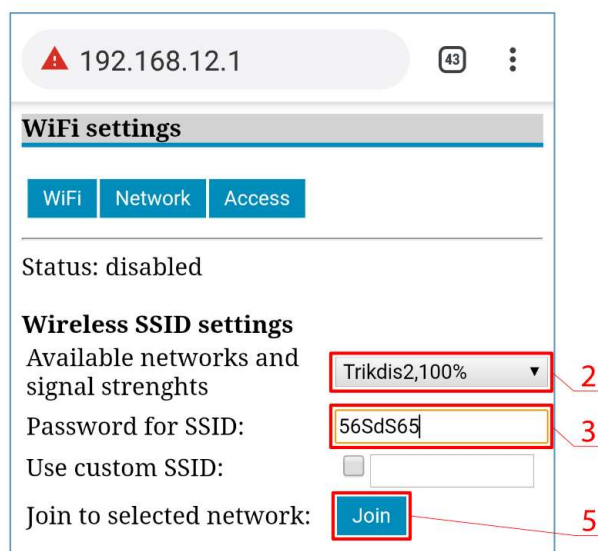 192.168.12.1
43
WiFi settings
WiFi Network Access
Status: disabled
Wireless SSID settings
Available networks and
signal strenghts
Trikdis2,100%
2
Password for SSID:
56SdS65
3
Use custom SSID:
Join to selected network:
Join
5